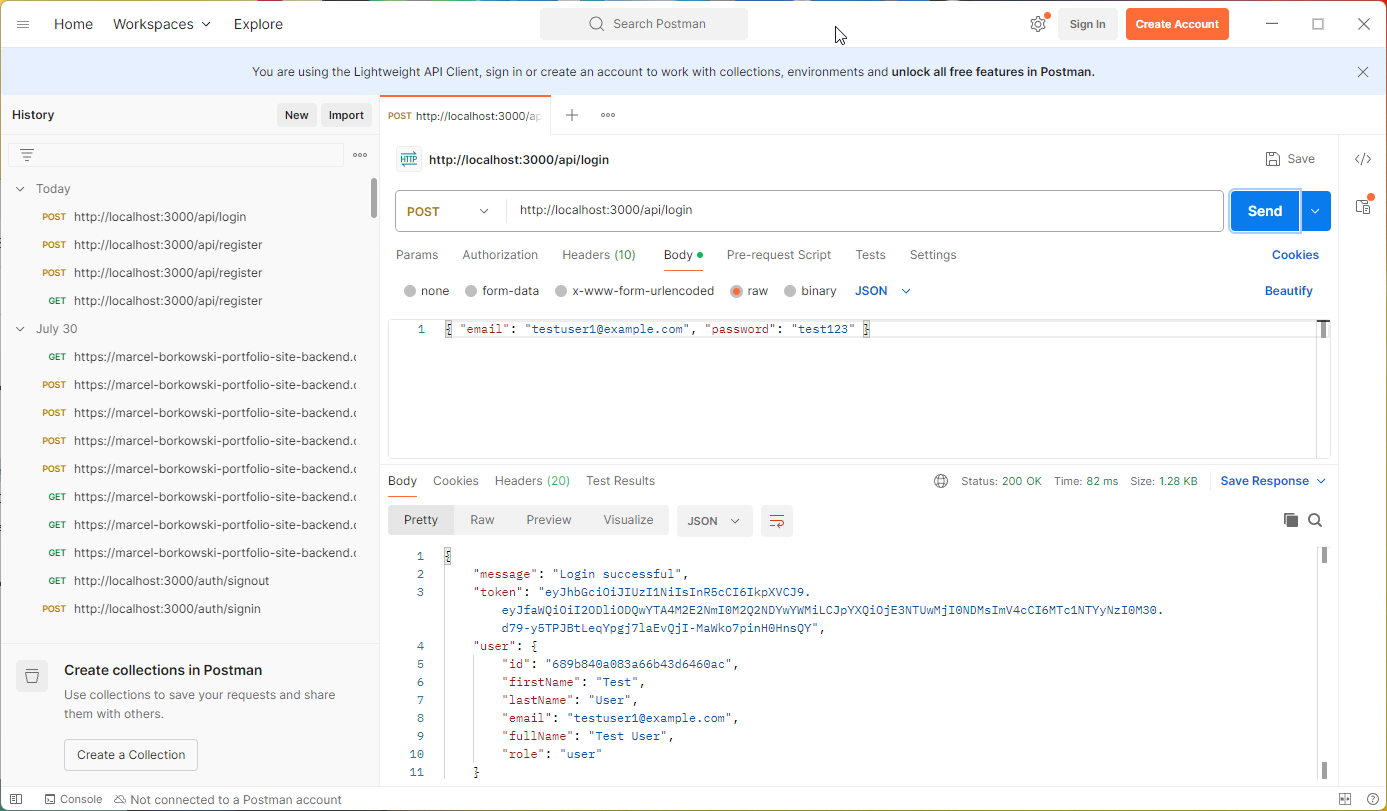 Home Workspaces Explore Search Postman Sign In Create Account
You are using the Lightweight API Client, sign in or create an account to work with collections, environments and unlock all free features in Postman.
History New Import
POST http://localhost:3000/ap
HTTP http://localhost:3000/api/login Save
Today
POST http://localhost:3000/api/login
POST http://localhost:3000/api/register
POST http://localhost:3000/api/register
GET http://localhost:3000/api/register
July 30
GET https://marcel-borkowski-portfolio-site-backend.c
POST https://marcel-borkowski-portfolio-site-backend.c
POST https://marcel-borkowski-portfolio-site-backend.c
POST https://marcel-borkowski-portfolio-site-backend.c
POST https://marcel-borkowski-portfolio-site-backend.c
GET https://marcel-borkowski-portfolio-site-backend.c
GET https://marcel-borkowski-portfolio-site-backend.c
GET https://marcel-borkowski-portfolio-site-backend.c
GET http://localhost:3000/auth/signout
POST http://localhost:3000/auth/signin
Create collections in Postman
Use collections to save your requests and share
them with others.
Create a Collection
POST http://localhost:3000/api/login Send
Params Authorization Headers (10) Body Pre-request Script Tests Settings Cookies
none form-data x-www-form-urlencoded raw binary JSON Beautify
1 { "email": "testuser1@example.com", "password": "test123" }
Body Cookies Headers (20) Test Results Status: 200 OK Time: 82 ms Size: 1.28 KB Save Response
Pretty Raw Preview Visualize JSON
1 {
2 "message": "Login successful",
3 "token": "eyJhbGciOiJIUzI1NiIsInR5cCI6IkpXVCJ9.
eyJfaWQiOiI2ODliODQwYTA4M2E2NmI0M2Q2NDYwYWMiLCJpYXQiOjE3NTUwMjI0NDMsImV4cCI6MTc1NTYyNzI0M30.
d79-y5TPJBtLeqYpgj7laEvQjI-MaWko7pinH0HnsQY",
4 "user": {
5 "id": "689b840a083a66b43d6460ac",
6 "firstName": "Test",
7 "lastName": "User",
8 "email": "testuser1@example.com",
9 "fullName": "Test User",
10 "role": "user"
11 }
Console Not connected to a Postman account